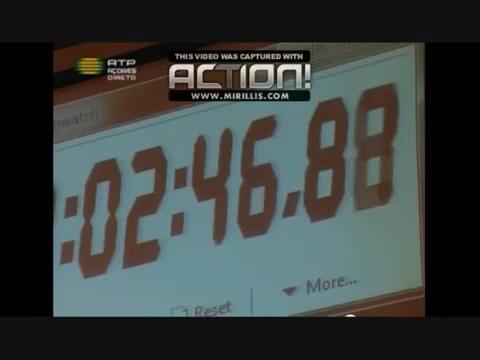 RTP
AÇORES
DIRETO
THIS VIDEO WAS CAPTURED WITH
ACTION!
WWW.MIRILLIS.COM
:02:46.88
Reset
More...